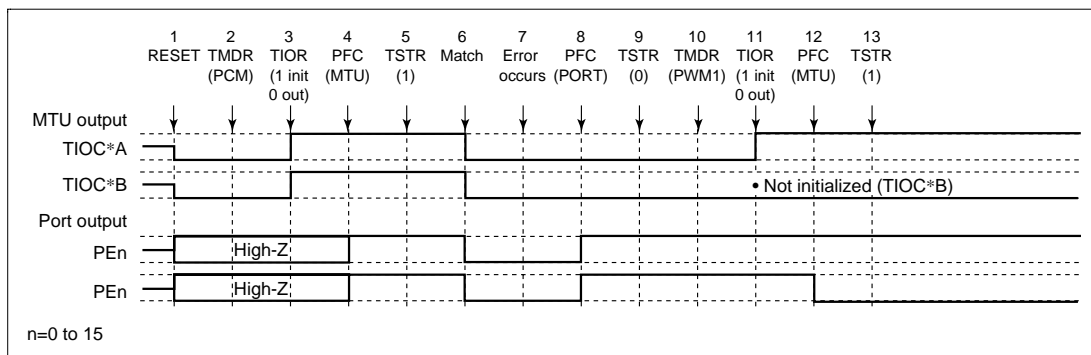 1 2 3 4 5 6 7 8 9 10 11 12 13
RESET TMDR TIOR PFC TSTR Match Error PFC TSTR TMDR TIOR PFC TSTR
(PCM) (1 init (MTU) (1) occurs (PORT) (0) (PWM1) (1 init (MTU) (1)
0 out) 0 out)
MTU output
TIOC*A
TIOC*B • Not initialized (TIOC*B)
Port output
PEn High-Z
PEn High-Z
n=0 to 15